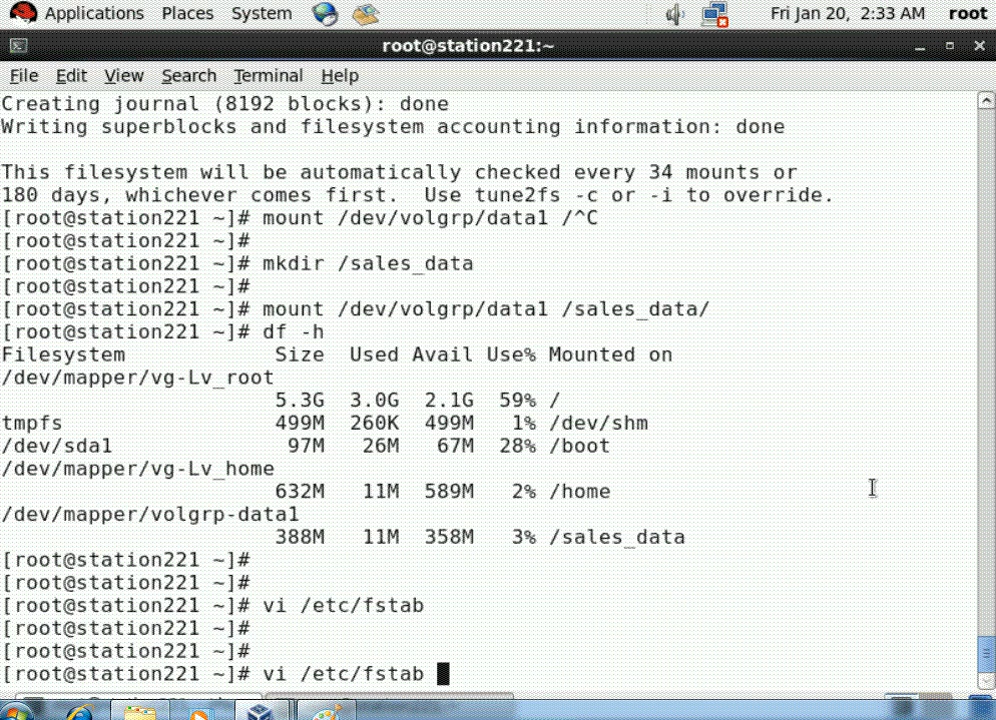 Applications Places System Fri Jan 20, 2:33 AM root
root@station221:~
File Edit View Search Terminal Help
Creating journal (8192 blocks): done
Writing superblocks and filesystem accounting information: done
This filesystem will be automatically checked every 34 mounts or
180 days, whichever comes first.  Use tune2fs -c or -i to override.
[root@station221 ~]# mount /dev/volgrp/data1 /^C
[root@station221 ~]#
[root@station221 ~]# mkdir /sales_data
[root@station221 ~]#
[root@station221 ~]# mount /dev/volgrp/data1 /sales_data/
[root@station221 ~]# df -h
Filesystem            Size  Used Avail Use% Mounted on
/dev/mapper/vg-Lv_root
                      5.3G  3.0G  2.1G  59% /
tmpfs                 499M  260K  499M   1% /dev/shm
/dev/sda1              97M   26M   67M  28% /boot
/dev/mapper/vg-Lv_home
                      632M   11M  589M   2% /home
/dev/mapper/volgrp-data1
                      388M   11M  358M   3% /sales_data
[root@station221 ~]#
[root@station221 ~]#
[root@station221 ~]# vi /etc/fstab
[root@station221 ~]#
[root@station221 ~]#
[root@station221 ~]# vi /etc/fstab